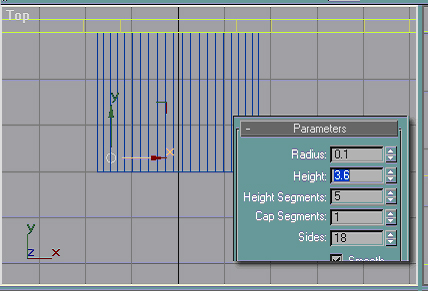 Top
y
x
- Parameters
Radius: 0.1
Height: 3.6
Height Segments: 5
Cap Segments: 1
Sides: 18
Smooth
y
z x